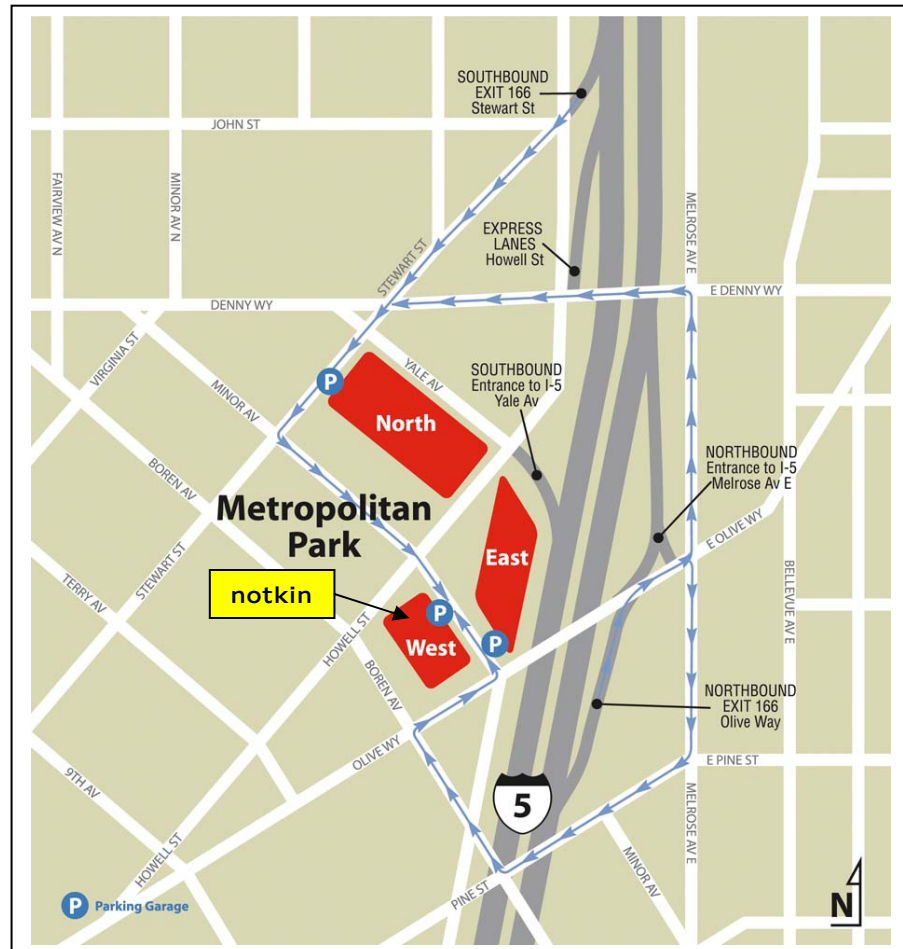 SOUTHBOUND
EXIT 166
Stewart St
JOHN ST
FAIRVIEW AV N
MINOR AV N
MELROSE AV E
STEWART ST
EXPRESS
LANES
Howell St
DENNY WY
E DENNY WY
VIRGINIA ST
YALE AV
SOUTHBOUND
Entrance to I-5
Yale Av
P
North
MINOR AV
NORTHBOUND
Entrance to I-5
Melrose Av E
BOREN AV
Metropolitan
Park
E OLIVE WY
STEWART ST
East
BELLEVUE AV E
TERRY AV
notkin
P
West
P
HOWELL ST
BOREN AV
NORTHBOUND
EXIT 166
Olive Way
OLIVE WY
E PINE ST
9TH AV
5
MELROSE AV E
HOWELL ST
MINOR AV
PINE ST
P Parking Garage
N